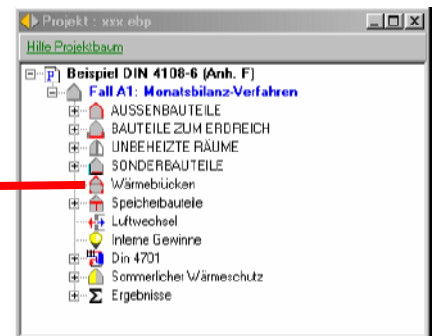 Projekt : xxx.ebp
Hilfe Projektbaum
Beispiel DIN 4108-6 (Anh. F)
Fall A1: Monatsbilanz-Verfahren
AUSSENBAUTEILE
BAUTEILE ZUM ERDREICH
UNBEHEIZTE RÄUME
SONDERBAUTEILE
Wärmebrücken
Speicherbauteile
Luftwechsel
Interne Gewinne
Din 4701
Sommerlicher Wärmeschutz
Σ Ergebnisse